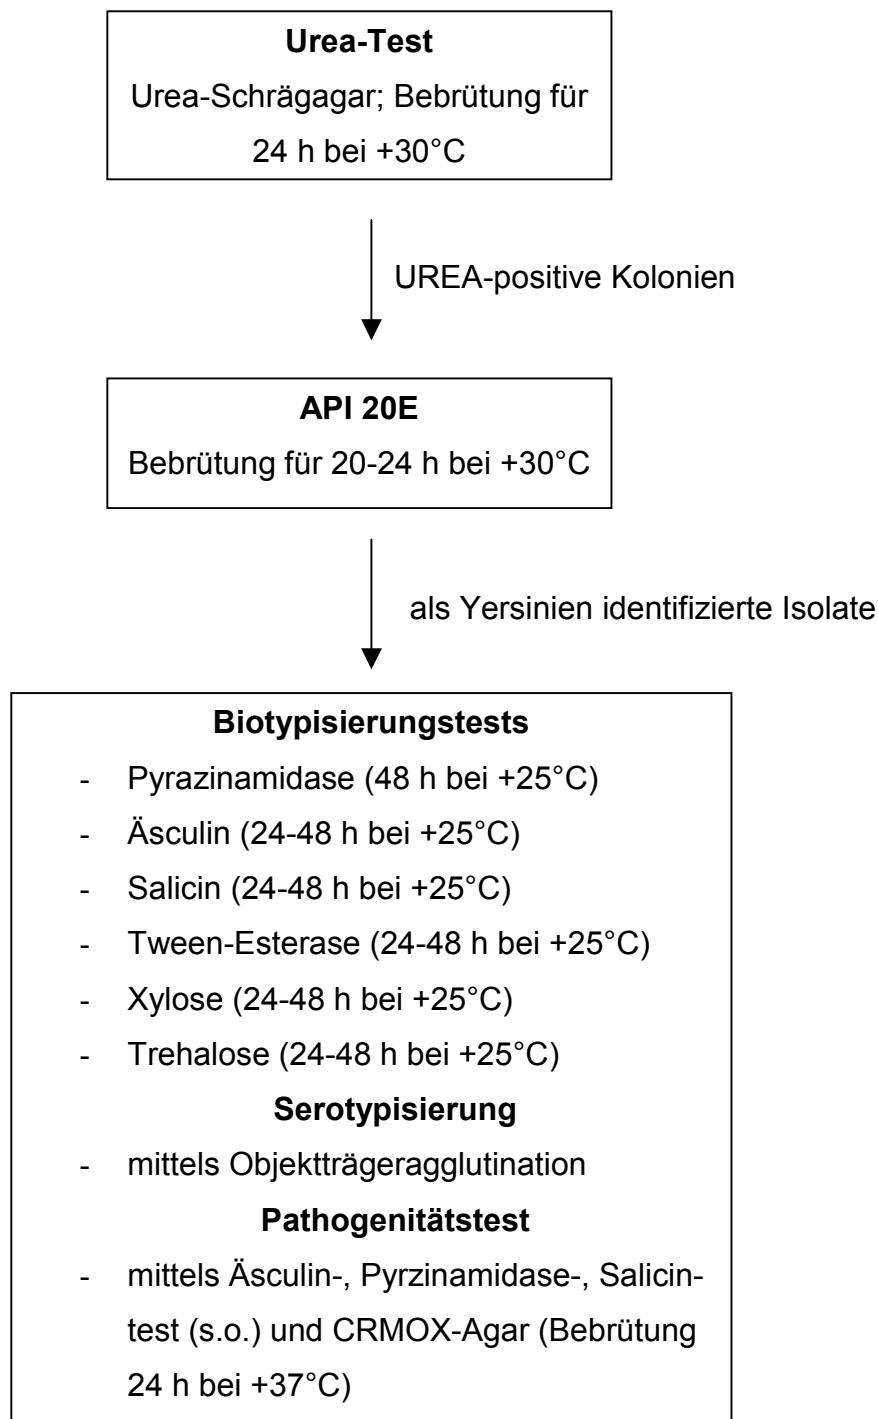 Urea-Test
Urea-Schrägagar; Bebrütung für
24 h bei +30°C
UREA-positive Kolonien
API 20E
Bebrütung für 20-24 h bei +30°C
als Yersinien identifizierte Isolate
Biotypisierungstests
- Pyrazinamidase (48 h bei +25°C)
- Äsculin (24-48 h bei +25°C)
- Salicin (24-48 h bei +25°C)
- Tween-Esterase (24-48 h bei +25°C)
- Xylose (24-48 h bei +25°C)
- Trehalose (24-48 h bei +25°C)
Serotypisierung
- mittels Objektträgeragglutination
Pathogenitätstest
- mittels Äsculin-, Pyrzinamidase-, Salicin-
test (s.o.) und CRMOX-Agar (Bebrütung
24 h bei +37°C)